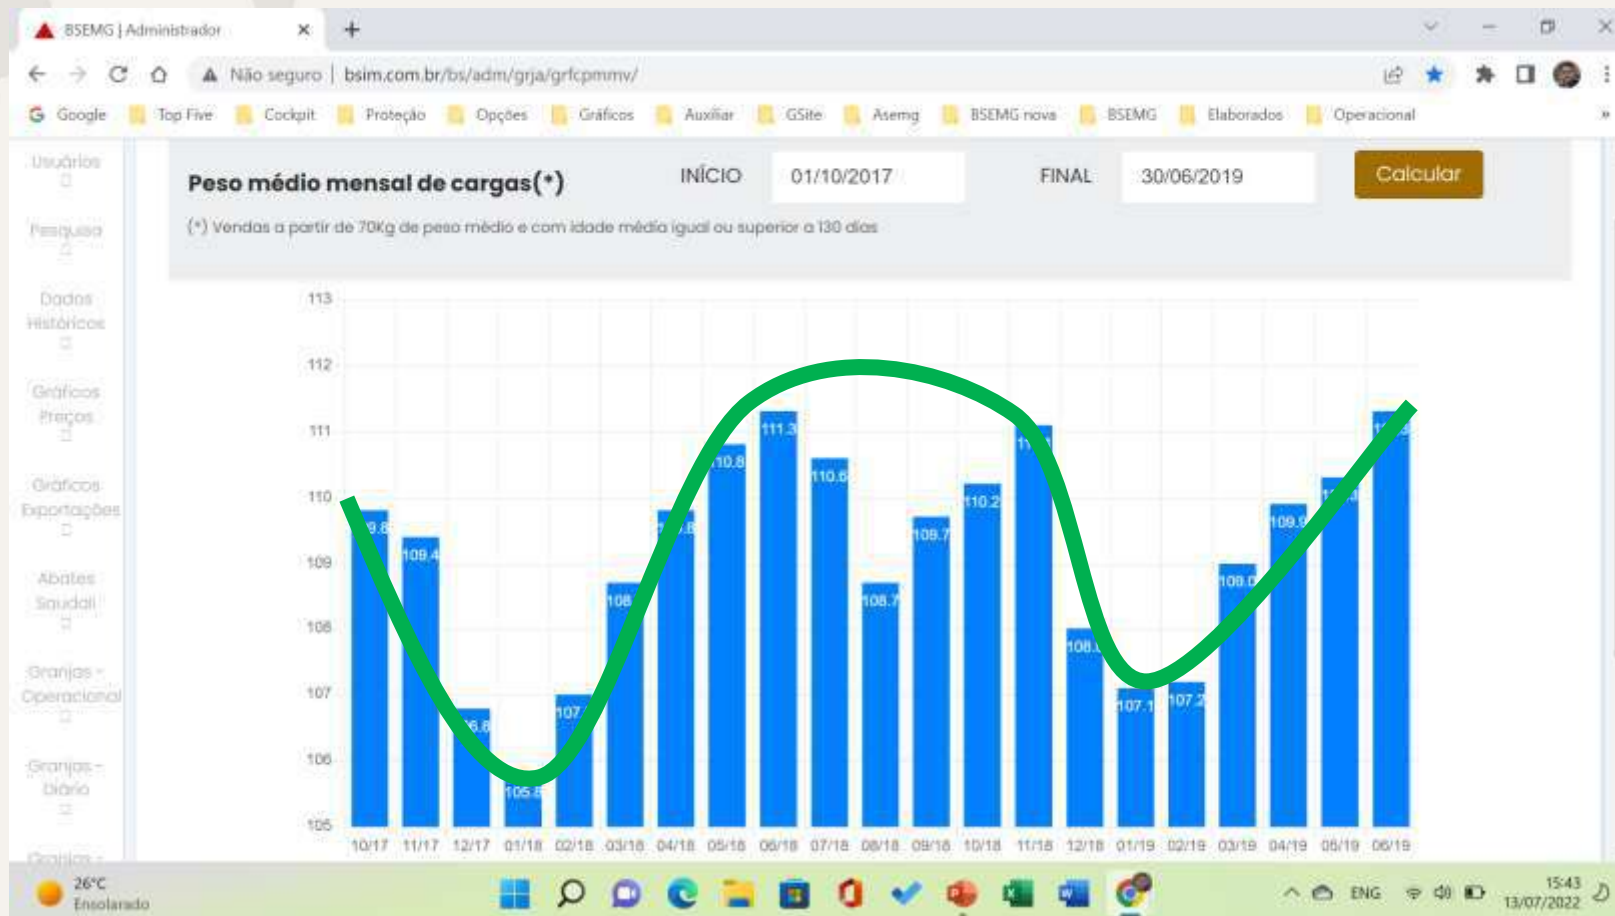 BSEMG | Administrador
Não seguro | bsim.com.br/bs/adm/grja/grfcpmmv/
Google Top Five Cockpit Proteção Opções Gráficos Auxiliar GSite Asemg BSEMG nova BSEMG Elaborados Operacional »
Usuários
Pesquisa
Dados
Históricos
Gráficos
Preços
Gráficos
Exportações
Abates
Saudali
Granjas -
Operacional
Granjas -
Diário
Granjas -
Peso médio mensal de cargas(*)
INÍCIO 01/10/2017 FINAL 30/06/2019 Calcular
(*) Vendas a partir de 70Kg de peso médio e com idade média igual ou superior a 130 dias
113
112
111
110
109
108
107
106
105
109.4
105.8
110.8
111.3
110.6
108.7
109.7
110.2
107.1
107.2
109.0
109.9
10/17 11/17 12/17 01/18 02/18 03/18 04/18 05/18 06/18 07/18 08/18 09/18 10/18 11/18 12/18 01/19 02/19 03/19 04/19 05/19 06/19
26°C
Ensolarado
ENG
15:43
13/07/2022